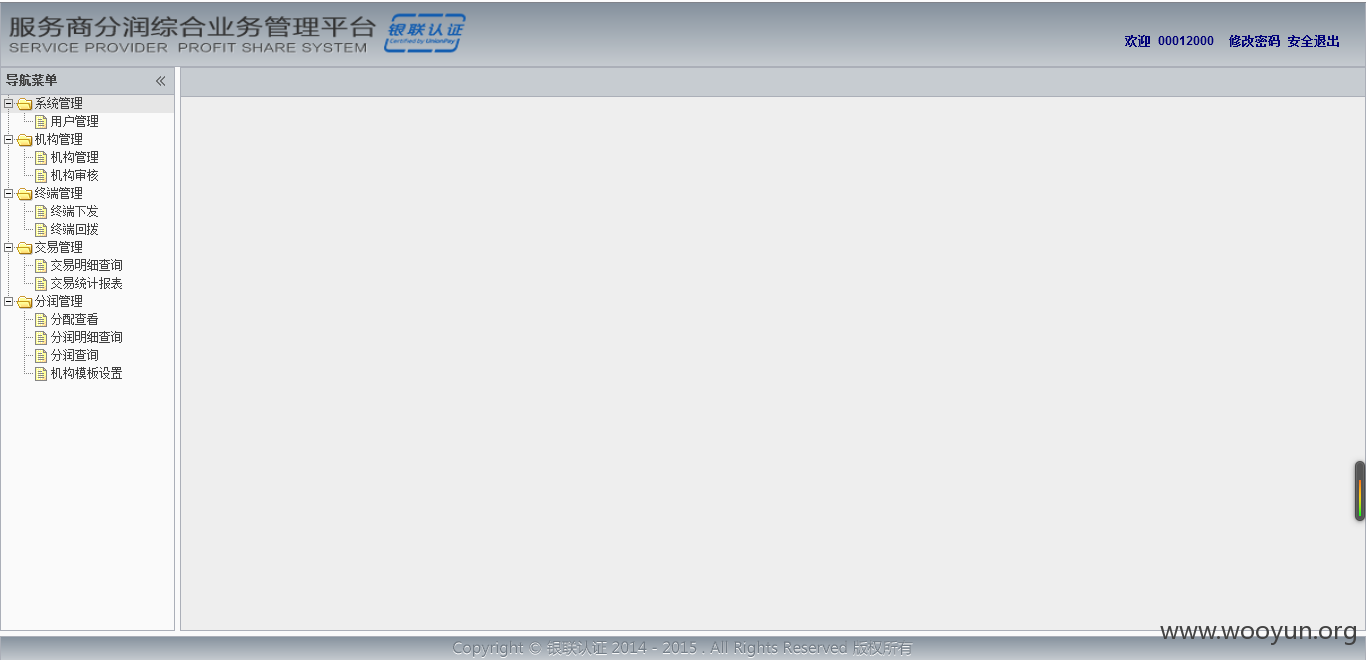 服务商分润综合业务管理平台 银联认证
SERVICE PROVIDER PROFIT SHARE SYSTEM Certified by UnionPay
欢迎 00012000 修改密码 安全退出
导航菜单
系统管理
用户管理
机构管理
机构管理
机构审核
终端管理
终端下发
终端回拨
交易管理
交易明细查询
交易统计报表
分润管理
分配查看
分润明细查询
分润查询
机构模板设置
www.wooyun.org
Copyright © 银联认证 2014 - 2015 . All Rights Reserved 版权所有